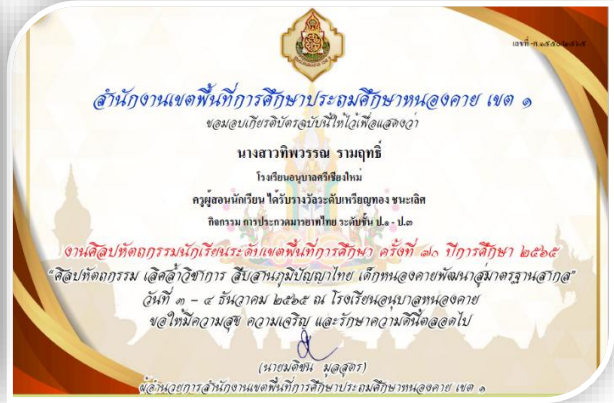 สำนักงานเขตพื้นที่การศึกษาประถมศึกษาหนองคาย เขต ๑
ขอมอบเกียรติบัตรฉบับนี้ให้ไว้เพื่อแสดงว่า
นางสาวทิพวรรณ รามฤทธิ์
โรงเรียนอนุบาลศรีเชียงใหม่
ครูผู้สอนนักเรียน ได้รับรางวัลระดับเหรียญทอง ชนะเลิศ
กิจกรรม การประกวดมารยาทไทย ระดับชั้น ป.๑ - ป.๓
งานศิลปหัตถกรรมนักเรียนระดับเขตพื้นที่การศึกษา ครั้งที่ ๗๐ ปีการศึกษา ๒๕๖๕
"ศิลปหัตถกรรม เลิศล้ำวิชาการ สืบสานภูมิปัญญาไทย เด็กหนองคายพัฒนาสู่มาตรฐานสากล"
วันที่ ๓ - ๔ ธันวาคม ๒๕๖๕ ณ โรงเรียนอนุบาลหนองคาย
ขอให้มีความสุข ความเจริญ และรักษาความดีนี้ตลอดไป
(นายมติชน มูลสูตร)
ผู้อำนวยการสำนักงานเขตพื้นที่การศึกษาประถมศึกษาหนองคาย เขต ๑